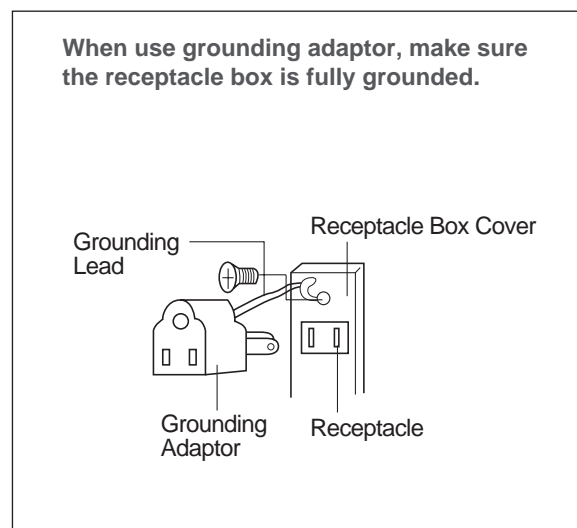 When use grounding adaptor, make sure
the receptacle box is fully grounded.
Grounding
Lead
Receptacle Box Cover
Grounding
Adaptor
Receptacle